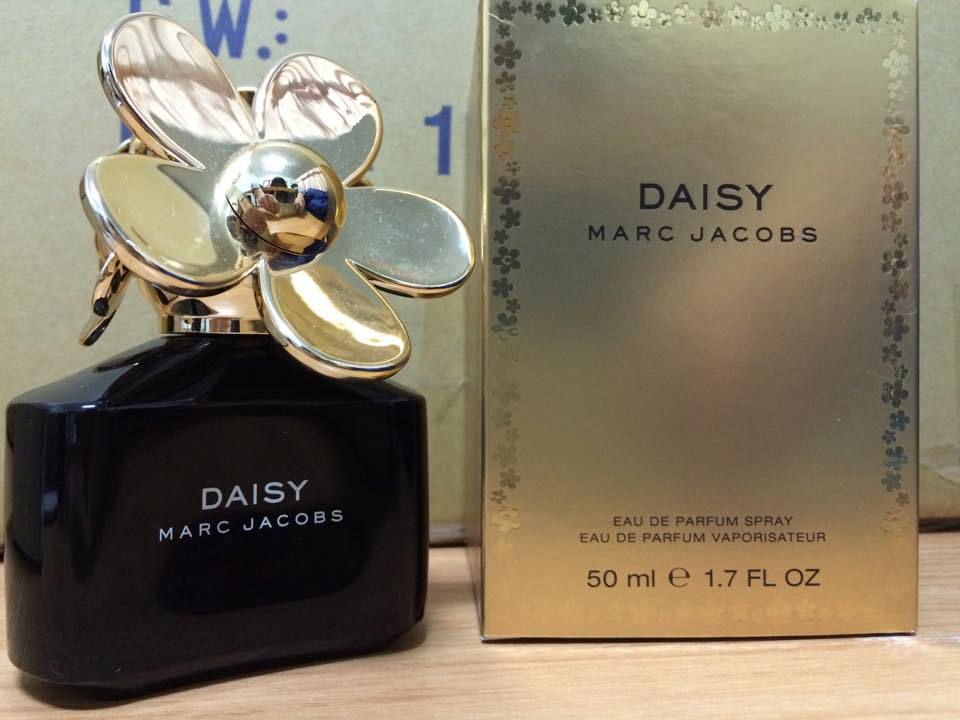 W.:
1
DAISY
MARC JACOBS
DAISY
MARC JACOBS
EAU DE PARFUM SPRAY
EAU DE PARFUM VAPORISATEUR
50 ml ℮ 1.7 FL OZ